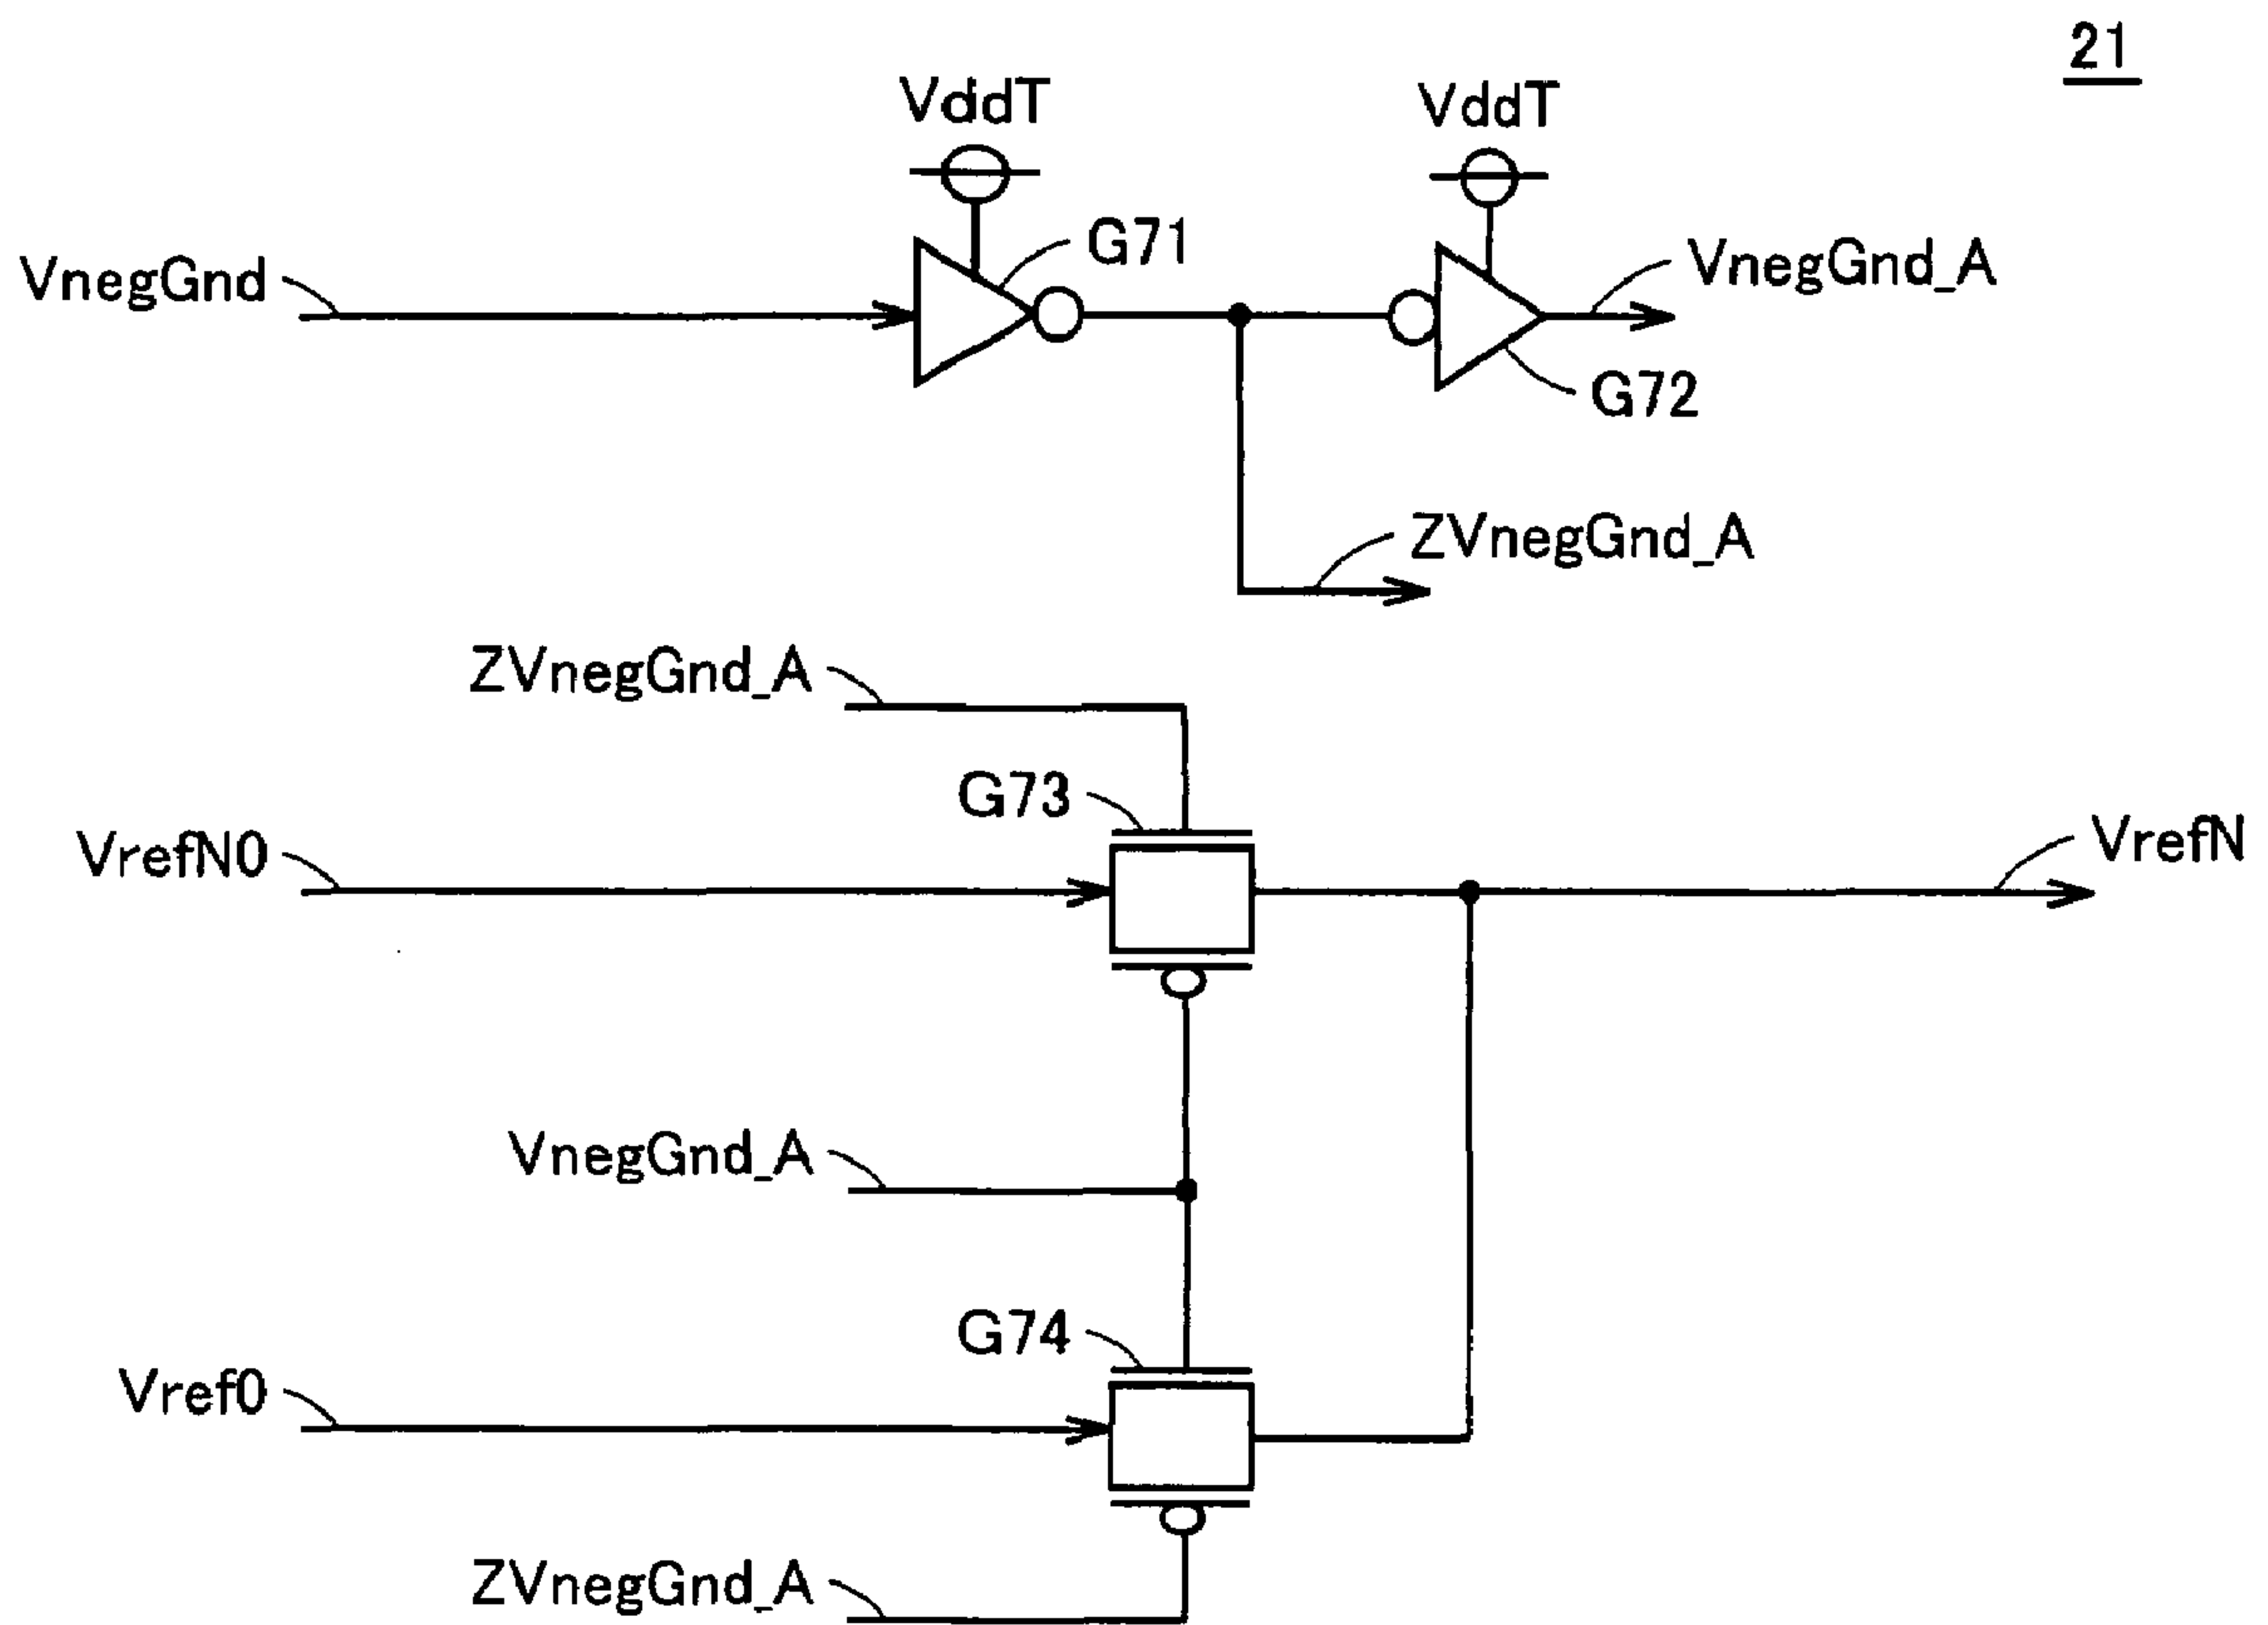 21
VddT
VddT
G71
VnegGnd
VnegGnd_A
G72
ZVnegGnd_A
ZVnegGnd_A
G73
VrefN0
VrefN
VnegGnd_A
G74
Vref0
ZVnegGnd_A